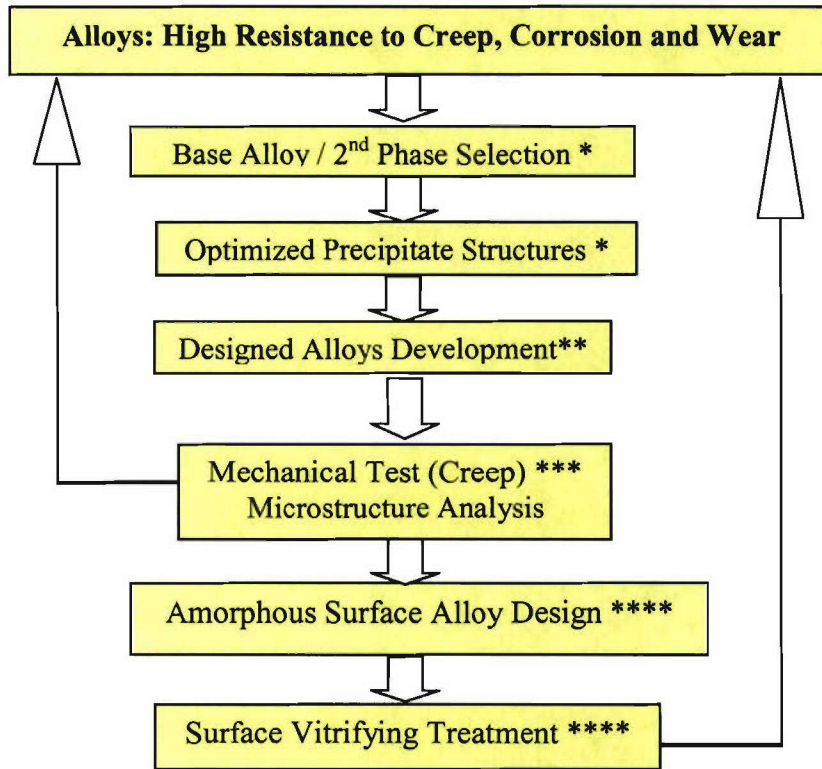 Alloys: High Resistance to Creep, Corrosion and Wear
Base Alloy / 2nd Phase Selection *
Optimized Precipitate Structures *
Designed Alloys Development**
Mechanical Test (Creep) ***
Microstructure Analysis
Amorphous Surface Alloy Design ****
Surface Vitrifying Treatment ****